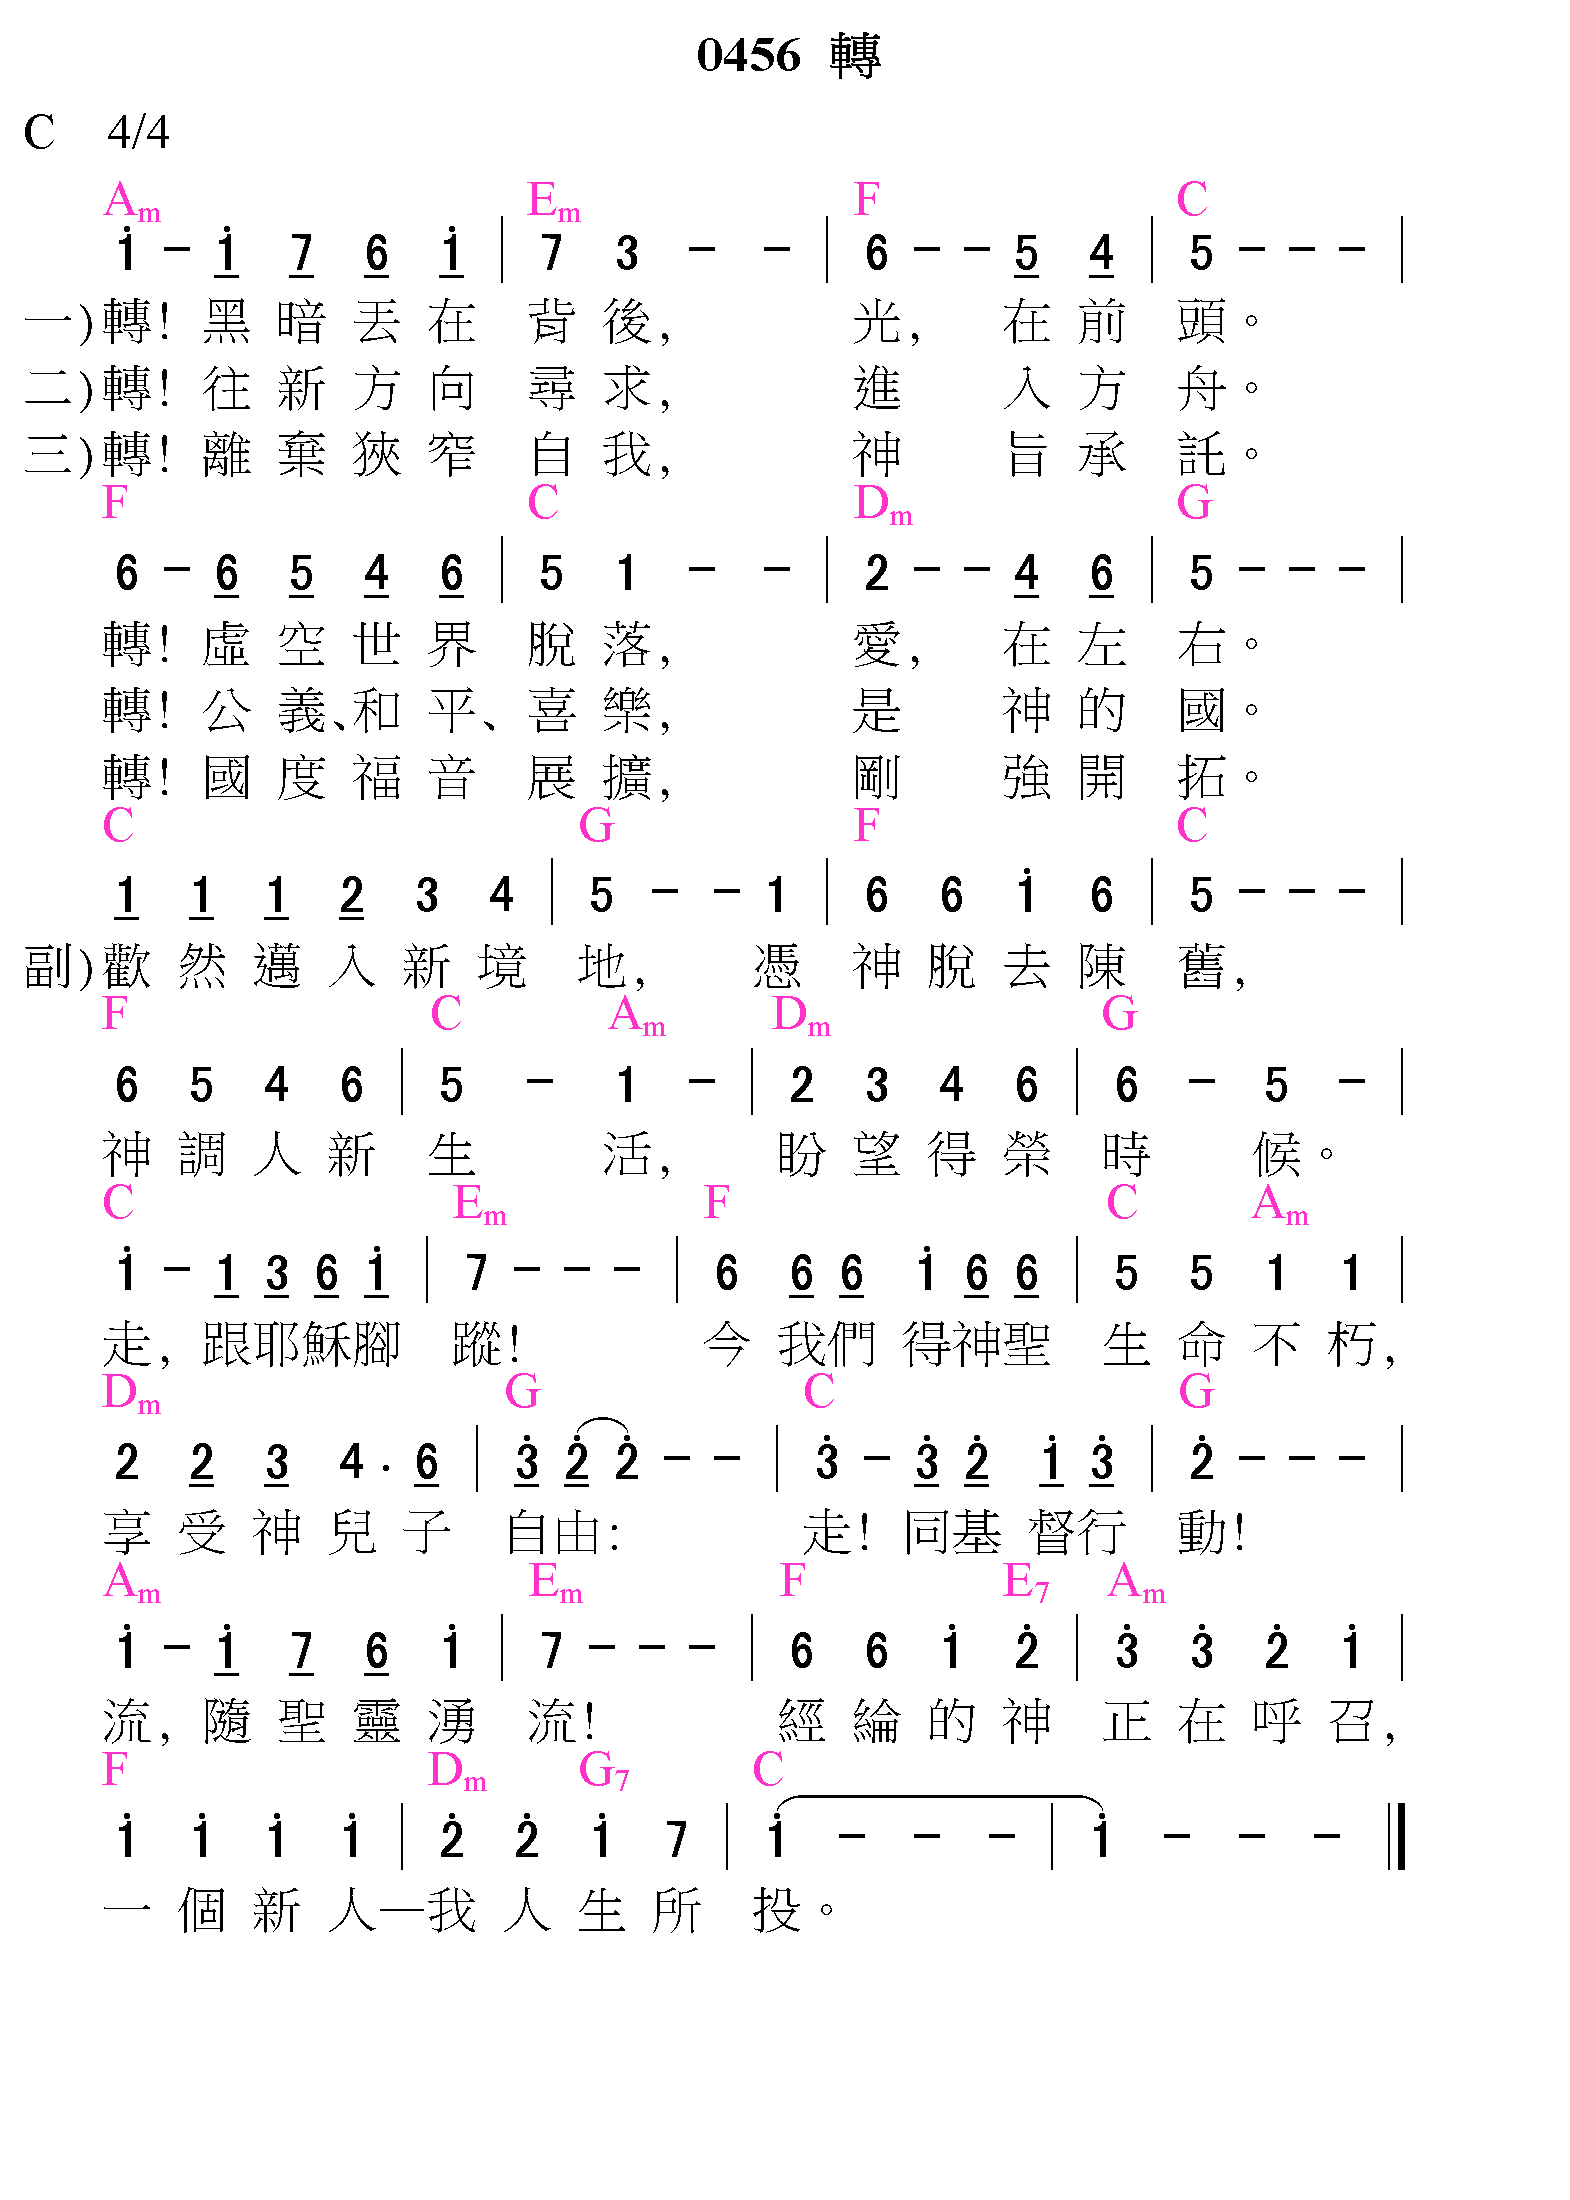 0456 轉
C 4/4
Am Em F C
i - i 7 6 i | 7 3 - - | 6 - - 5 4 | 5 - - - |
一)轉! 黑 暗 丟 在 背 後, 光, 在 前 頭。
二)轉! 往 新 方 向 尋 求, 進 入 方 舟。
三)轉! 離 棄 狹 窄 自 我, 神 旨 承 託。
F C Dm G
6 - 6 5 4 6 | 5 1 - - | 2 - - 4 6 | 5 - - - |
轉! 虛 空 世 界 脫 落, 愛, 在 左 右。
轉! 公 義、和 平、喜 樂, 是 神 的 國。
轉! 國 度 福 音 展 擴, 剛 強 開 拓。
C G F C
1 1 1 2 3 4 | 5 - - 1 | 6 6 i 6 | 5 - - - |
副)歡 然 邁 入 新 境 地, 憑 神 脫 去 陳 舊,
F C Am Dm G
6 5 4 6 | 5 - 1 - | 2 3 4 6 | 6 - 5 - |
神 調 人 新 生 活, 盼 望 得 榮 時 候。
C Em F C Am
i - 1 3 6 i | 7 - - - | 6 6 6 i 6 6 | 5 5 1 1 |
走, 跟耶穌腳 蹤! 今 我們 得神聖 生 命 不 朽,
Dm G C G
2 2 3 4 . 6 | 3̇ 2̇ 2̇ - - | 3̇ - 3̇ 2̇ i 3̇ | 2̇ - - - |
享 受 神 兒 子 自由: 走! 同基 督行 動!
Am Em F E7 Am
i - i 7 6 i | 7 - - - | 6 6 i 2̇ | 3̇ 3̇ 2̇ i |
流, 隨 聖 靈 湧 流! 經 綸 的 神 正 在 呼 召,
F Dm G7 C
i i i i | 2̇ 2̇ i 7 | i - - - | i - - - ‖
一 個 新 人—我 人 生 所 投。